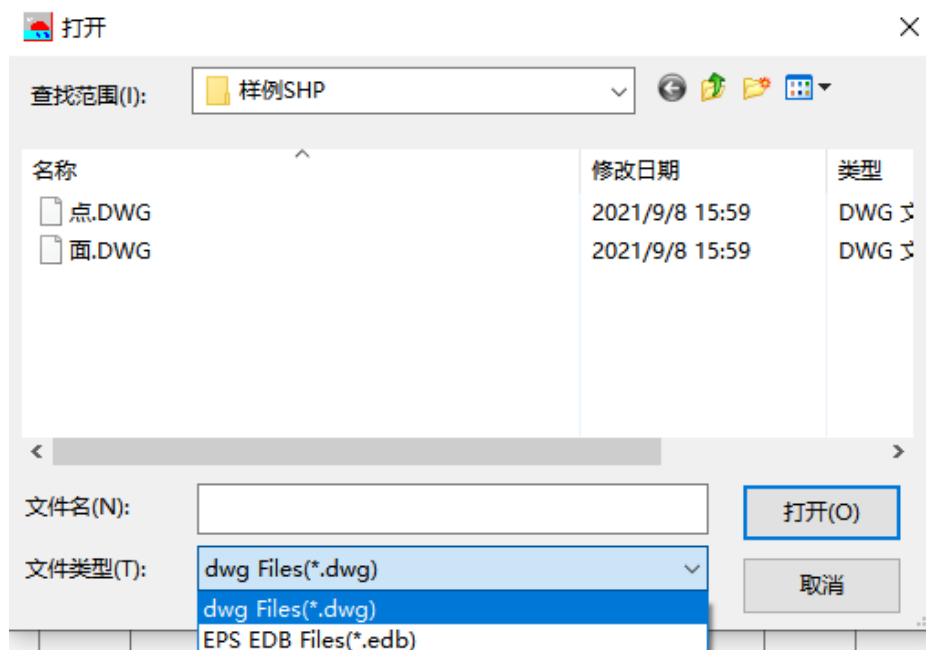 打开
查找范围(I):
样例SHP
名称 修改日期 类型
点.DWG 2021/9/8 15:59 DWG
面.DWG 2021/9/8 15:59 DWG
文件名(N):
打开(O)
文件类型(T):
dwg Files(*.dwg)
取消
dwg Files(*.dwg)
EPS EDB Files(*.edb)